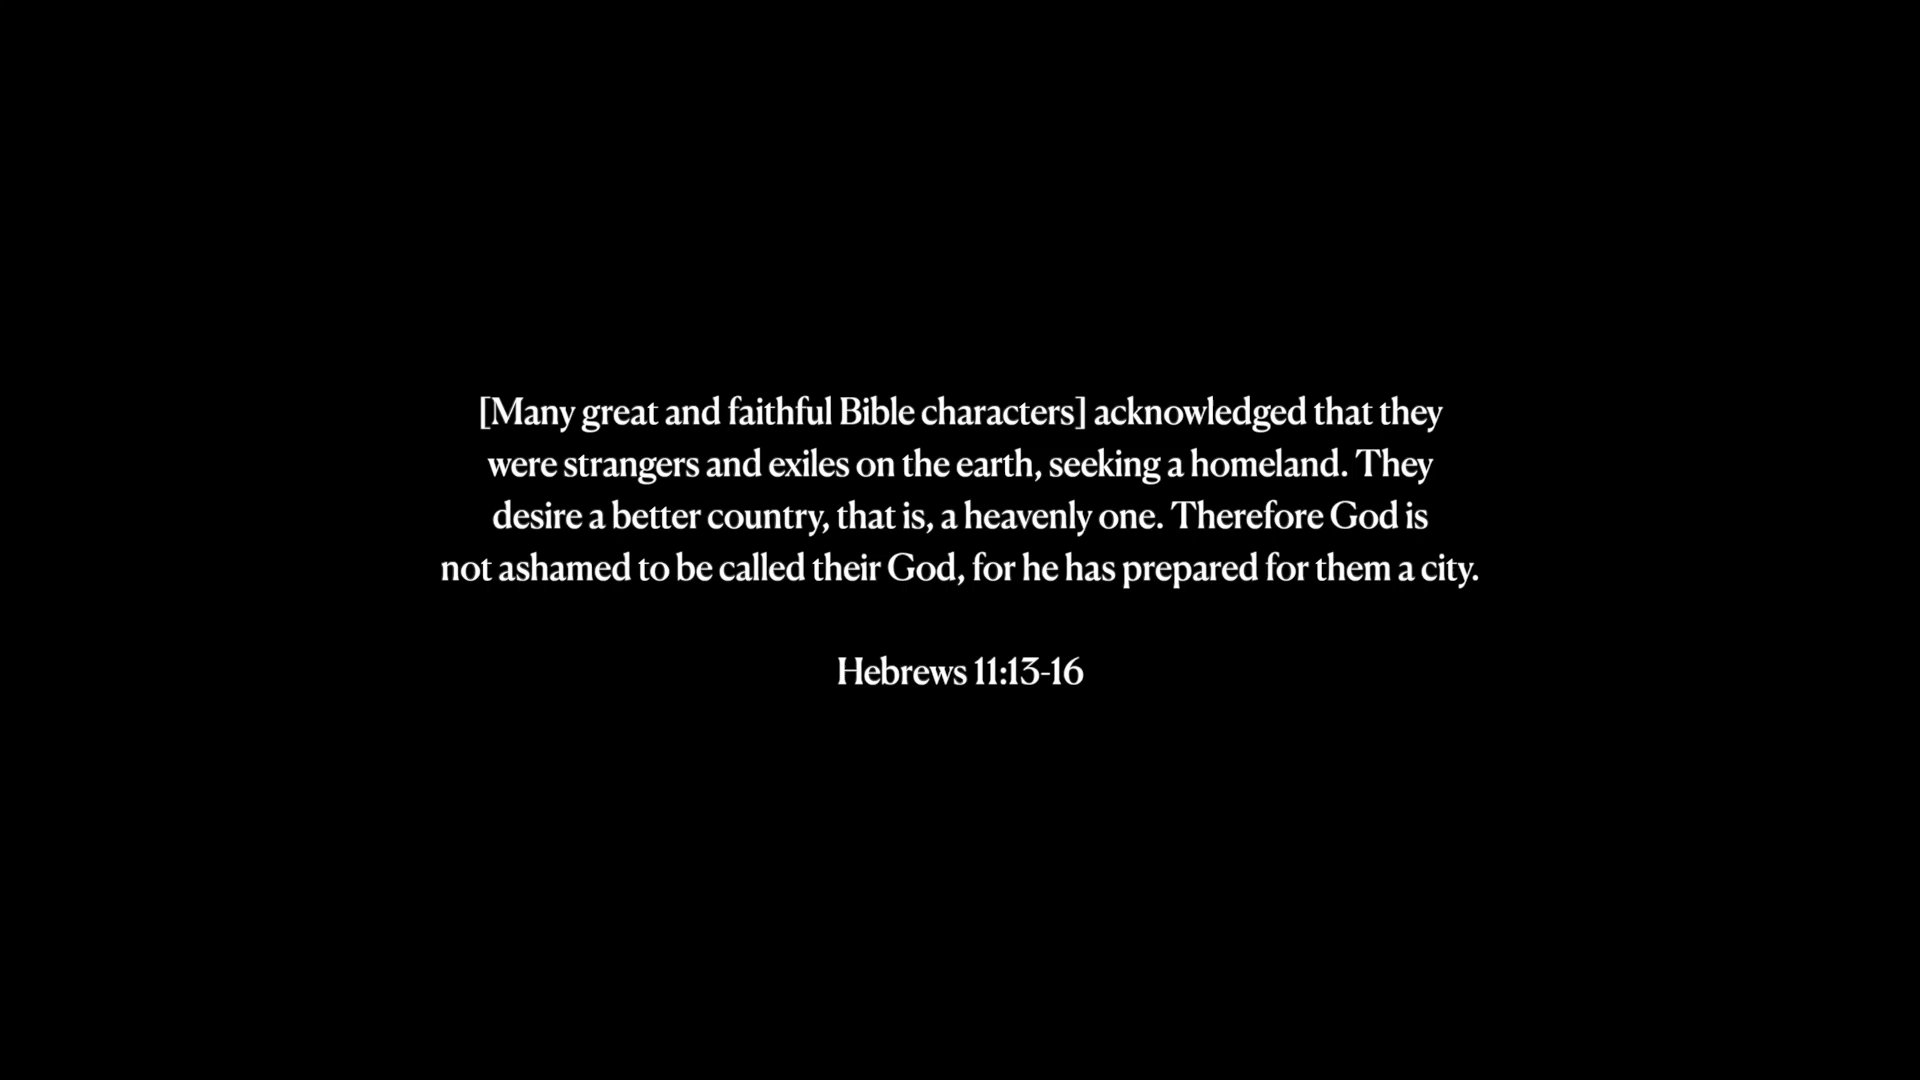 [Many great and faithful Bible characters] acknowledged that they
were strangers and exiles on the earth, seeking a homeland. They
desire a better country, that is, a heavenly one. Therefore God is
not ashamed to be called their God, for he has prepared for them a city.
Hebrews 11:13-16